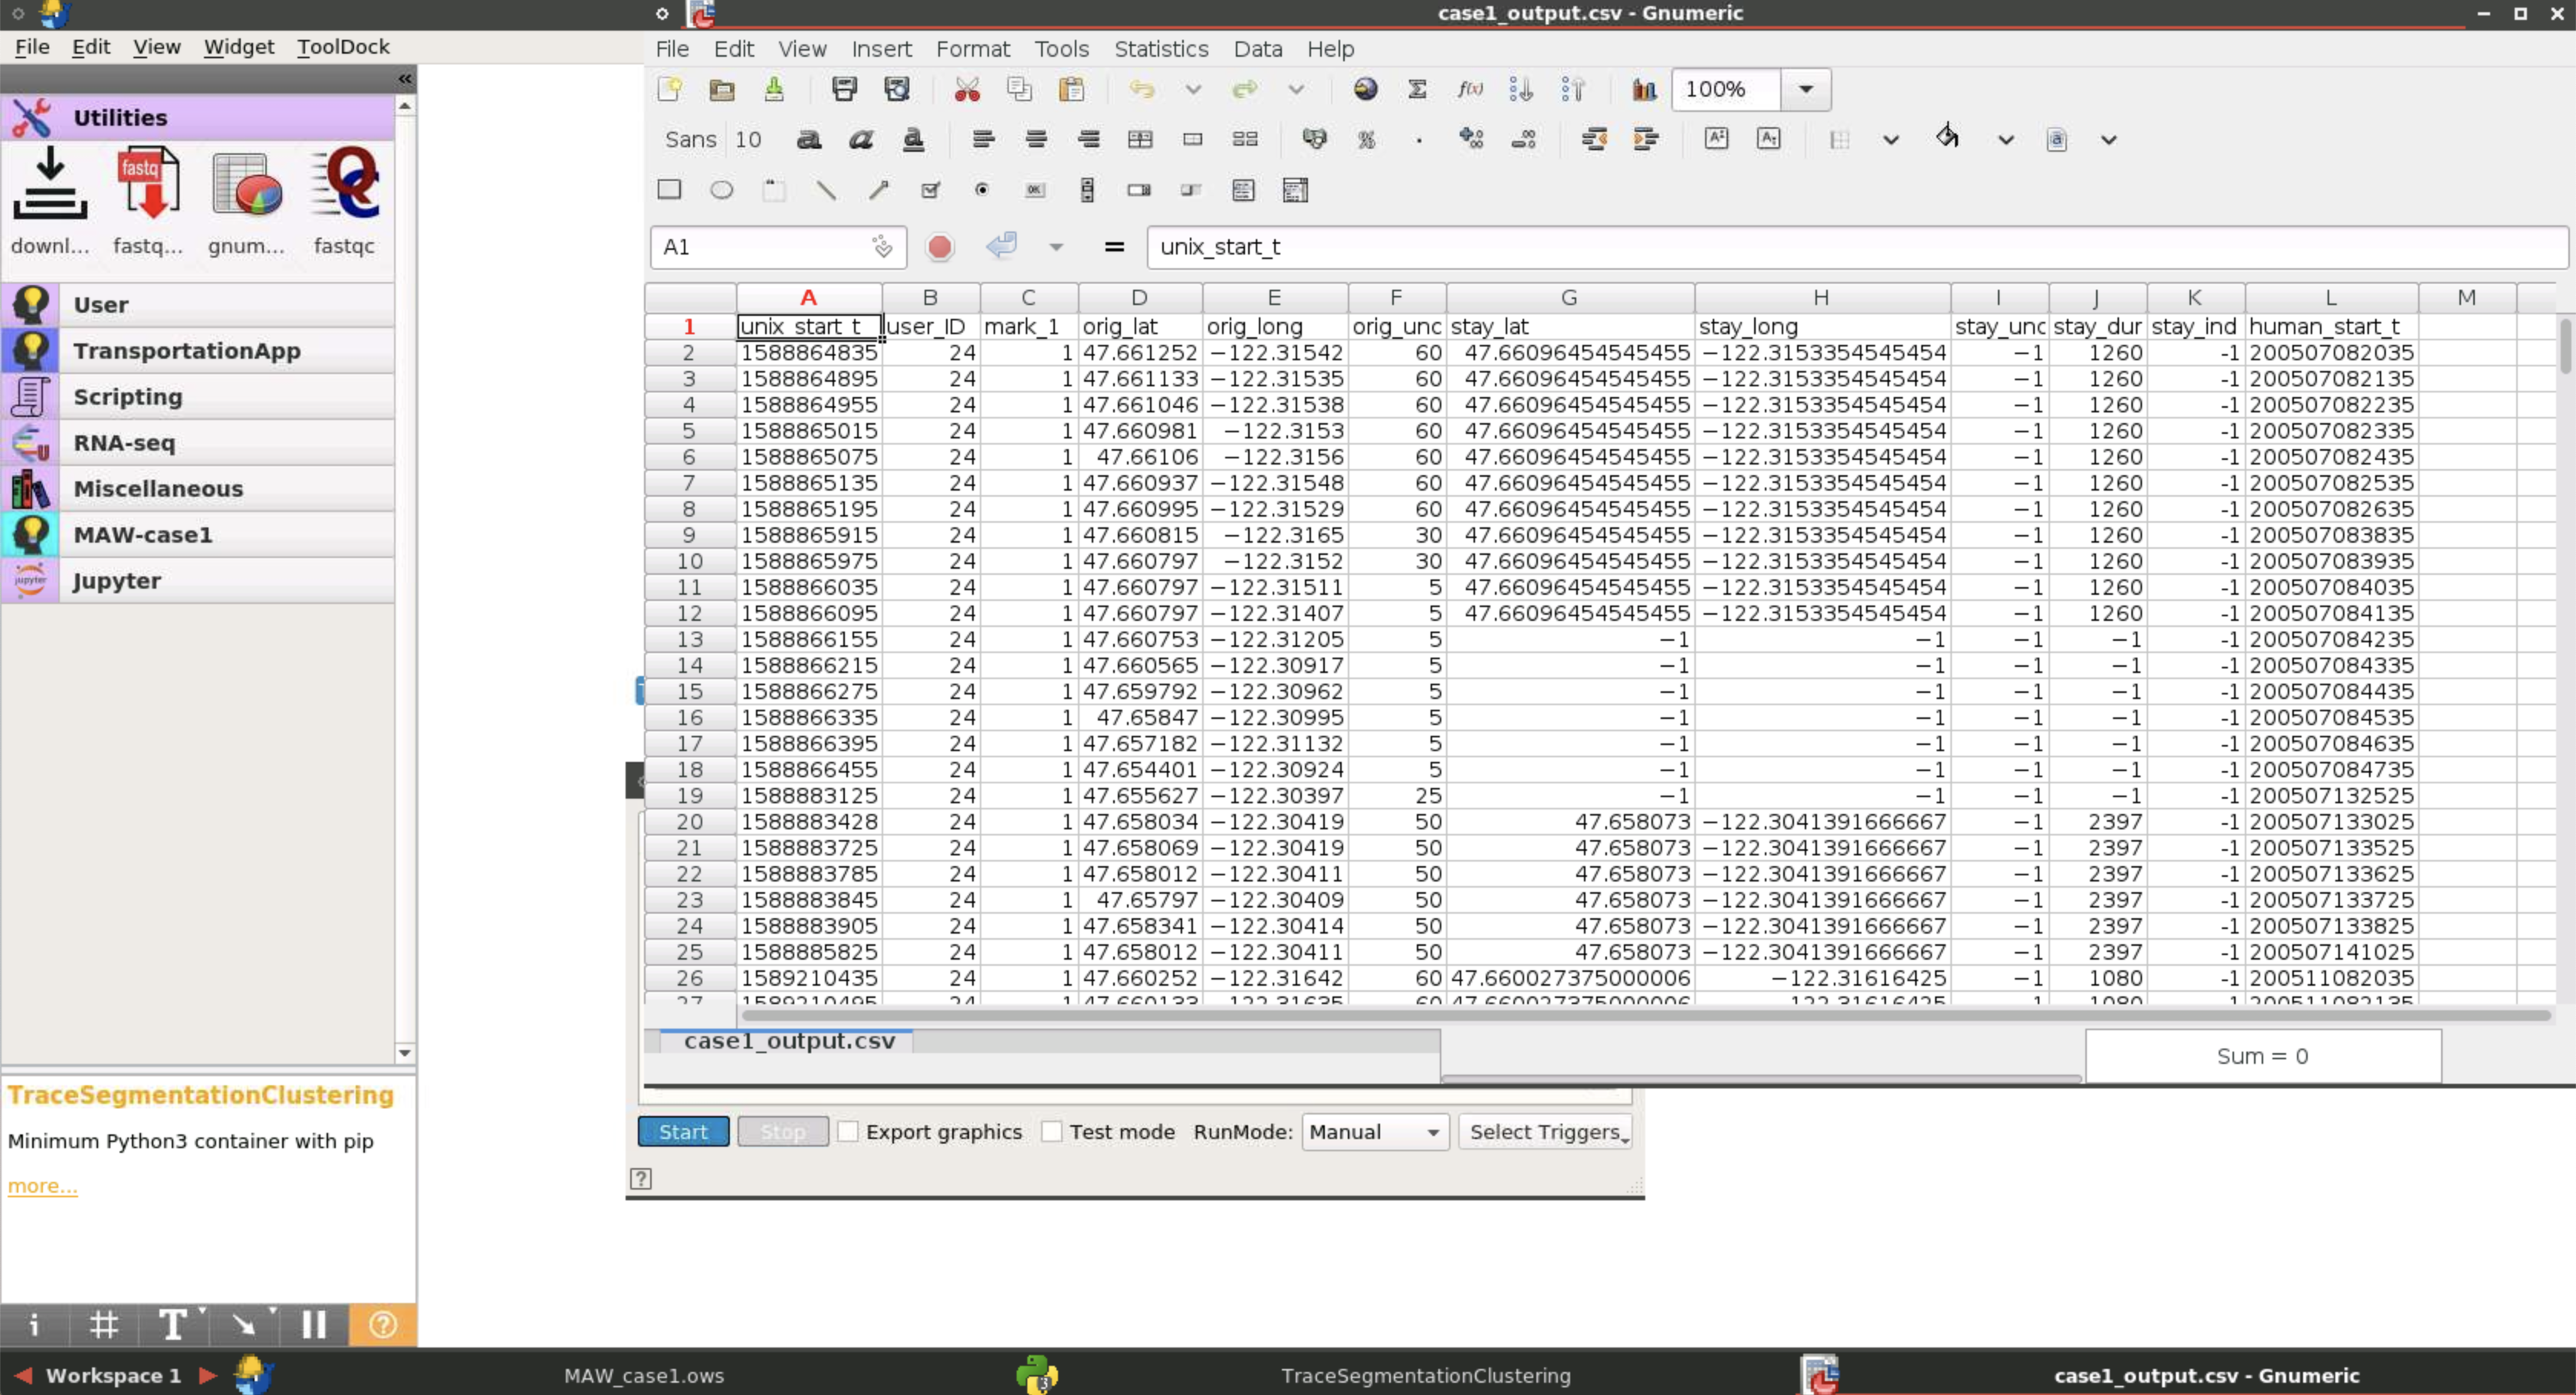 case1_output.csv - Gnumeric
File Edit View Widget ToolDock
File Edit View Insert Format Tools Statistics Data Help
100%
Utilities
Sans 10
downl... fastq... gnum... fastqc
A1 = unix_start_t
User
TransportationApp
Scripting
RNA-seq
Miscellaneous
MAW-case1
Jupyter
A B C D E F G H I J K L M
1 unix_start_t user_ID mark_1 orig_lat orig_long orig_unc stay_lat stay_long stay_unc stay_dur stay_ind human_start_t
2 1588864835 24 1 47.661252 −122.31542 60 47.66096454545455 −122.3153354545454 −1 1260 -1 200507082035
3 1588864895 24 1 47.661133 −122.31535 60 47.66096454545455 −122.3153354545454 −1 1260 -1 200507082135
4 1588864955 24 1 47.661046 −122.31538 60 47.66096454545455 −122.3153354545454 −1 1260 -1 200507082235
5 1588865015 24 1 47.660981 −122.3153 60 47.66096454545455 −122.3153354545454 −1 1260 -1 200507082335
6 1588865075 24 1 47.66106 −122.3156 60 47.66096454545455 −122.3153354545454 −1 1260 -1 200507082435
7 1588865135 24 1 47.660937 −122.31548 60 47.66096454545455 −122.3153354545454 −1 1260 -1 200507082535
8 1588865195 24 1 47.660995 −122.31529 60 47.66096454545455 −122.3153354545454 −1 1260 -1 200507082635
9 1588865915 24 1 47.660815 −122.3165 30 47.66096454545455 −122.3153354545454 −1 1260 -1 200507083835
10 1588865975 24 1 47.660797 −122.3152 30 47.66096454545455 −122.3153354545454 −1 1260 -1 200507083935
11 1588866035 24 1 47.660797 −122.31511 5 47.66096454545455 −122.3153354545454 −1 1260 -1 200507084035
12 1588866095 24 1 47.660797 −122.31407 5 47.66096454545455 −122.3153354545454 −1 1260 -1 200507084135
13 1588866155 24 1 47.660753 −122.31205 5 −1 −1 −1 −1 -1 200507084235
14 1588866215 24 1 47.660565 −122.30917 5 −1 −1 −1 −1 -1 200507084335
15 1588866275 24 1 47.659792 −122.30962 5 −1 −1 −1 −1 -1 200507084435
16 1588866335 24 1 47.65847 −122.30995 5 −1 −1 −1 −1 -1 200507084535
17 1588866395 24 1 47.657182 −122.31132 5 −1 −1 −1 −1 -1 200507084635
18 1588866455 24 1 47.654401 −122.30924 5 −1 −1 −1 −1 -1 200507084735
19 1588883125 24 1 47.655627 −122.30397 25 −1 −1 −1 −1 -1 200507132525
20 1588883428 24 1 47.658034 −122.30419 50 47.658073 −122.3041391666667 −1 2397 -1 200507133025
21 1588883725 24 1 47.658069 −122.30419 50 47.658073 −122.3041391666667 −1 2397 -1 200507133525
22 1588883785 24 1 47.658012 −122.30411 50 47.658073 −122.3041391666667 −1 2397 -1 200507133625
23 1588883845 24 1 47.65797 −122.30409 50 47.658073 −122.3041391666667 −1 2397 -1 200507133725
24 1588883905 24 1 47.658341 −122.30414 50 47.658073 −122.3041391666667 −1 2397 -1 200507133825
25 1588885825 24 1 47.658012 −122.30411 50 47.658073 −122.3041391666667 −1 2397 -1 200507141025
26 1589210435 24 1 47.660252 −122.31642 60 47.660027375000006 −122.31616425 −1 1080 -1 200511082035
case1_output.csv
Sum = 0
TraceSegmentationClustering
Minimum Python3 container with pip
more...
Start Stop Export graphics Test mode RunMode: Manual Select Triggers
Workspace 1 MAW_case1.ows TraceSegmentationClustering case1_output.csv - Gnumeric